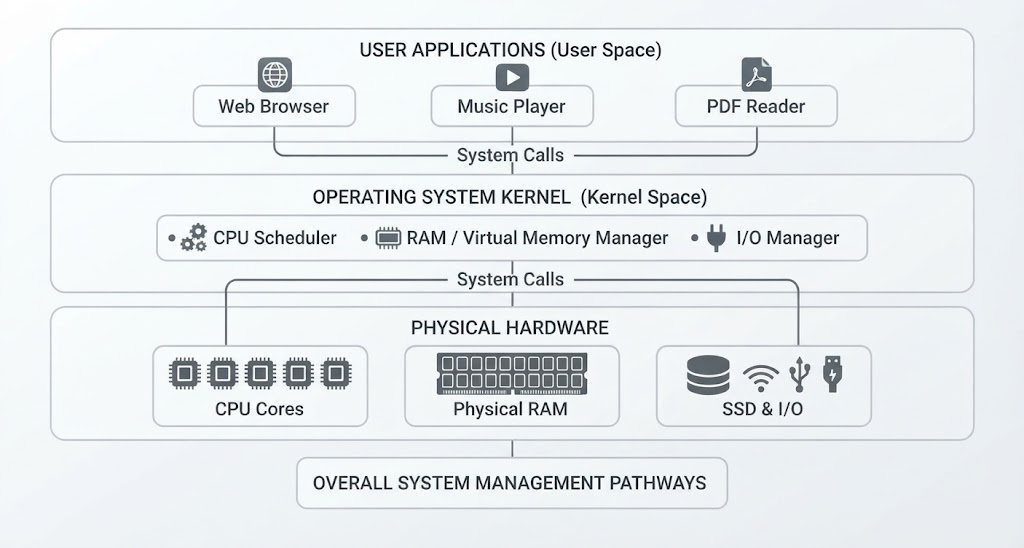 USER APPLICATIONS (User Space)
Web Browser
Music Player
PDF Reader
System Calls
OPERATING SYSTEM KERNEL (Kernel Space)
• CPU Scheduler
• RAM / Virtual Memory Manager
• I/O Manager
System Calls
PHYSICAL HARDWARE
CPU Cores
Physical RAM
SSD & I/O
OVERALL SYSTEM MANAGEMENT PATHWAYS